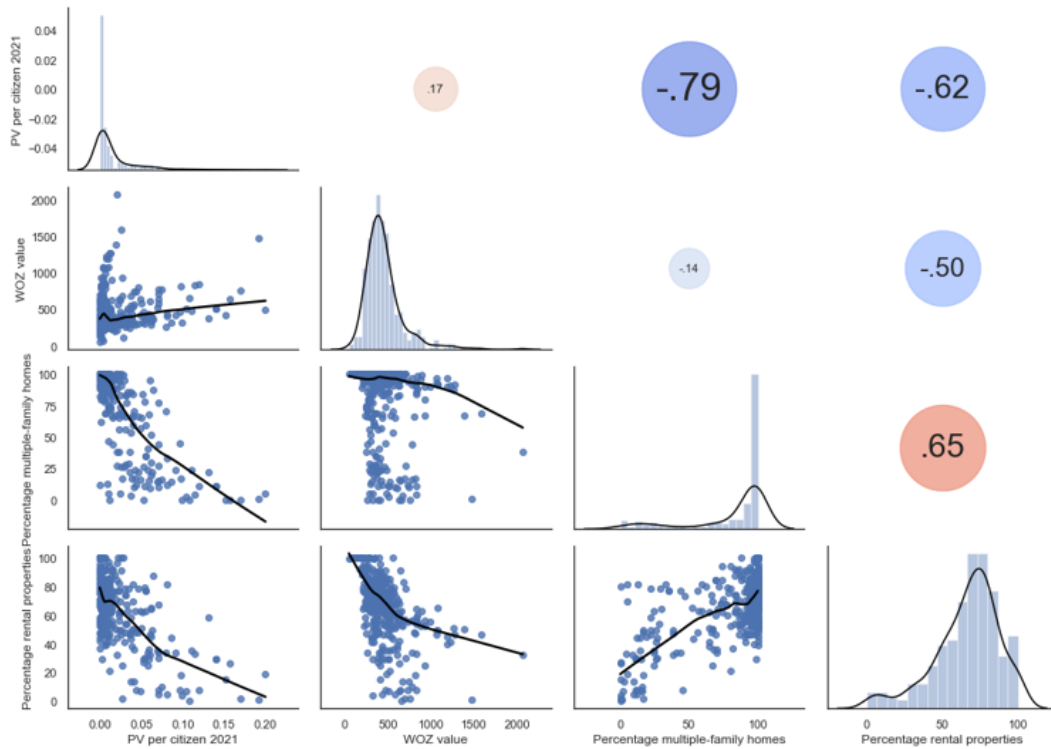 PV per citizen 2021
0.04
0.02
0.00
−0.02
−0.04
.17
-.79
-.62
WOZ value
2000
1500
1000
500
0
-.14
-.50
Percentage multiple-family homes
100
75
50
25
0
.65
Percentage rental properties
100
80
60
40
20
0
0.00 0.05 0.10 0.15 0.20
PV per citizen 2021
0 500 1000 1500 2000
WOZ value
0 50 100
Percentage multiple-family homes
0 50 100
Percentage rental properties